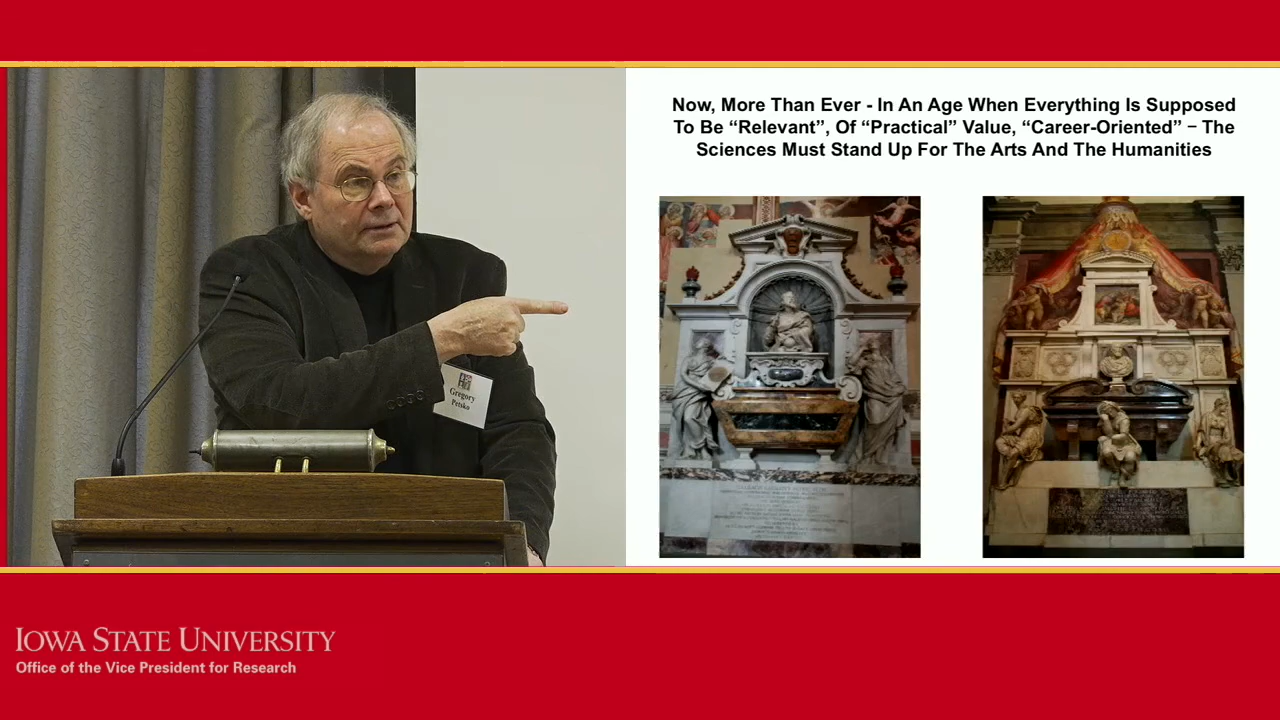 Now, More Than Ever - In An Age When Everything Is Supposed
To Be “Relevant”, Of “Practical” Value, “Career-Oriented” – The
Sciences Must Stand Up For The Arts And The Humanities
Gregory
Petsko
IOWA STATE UNIVERSITY
Office of the Vice President for Research